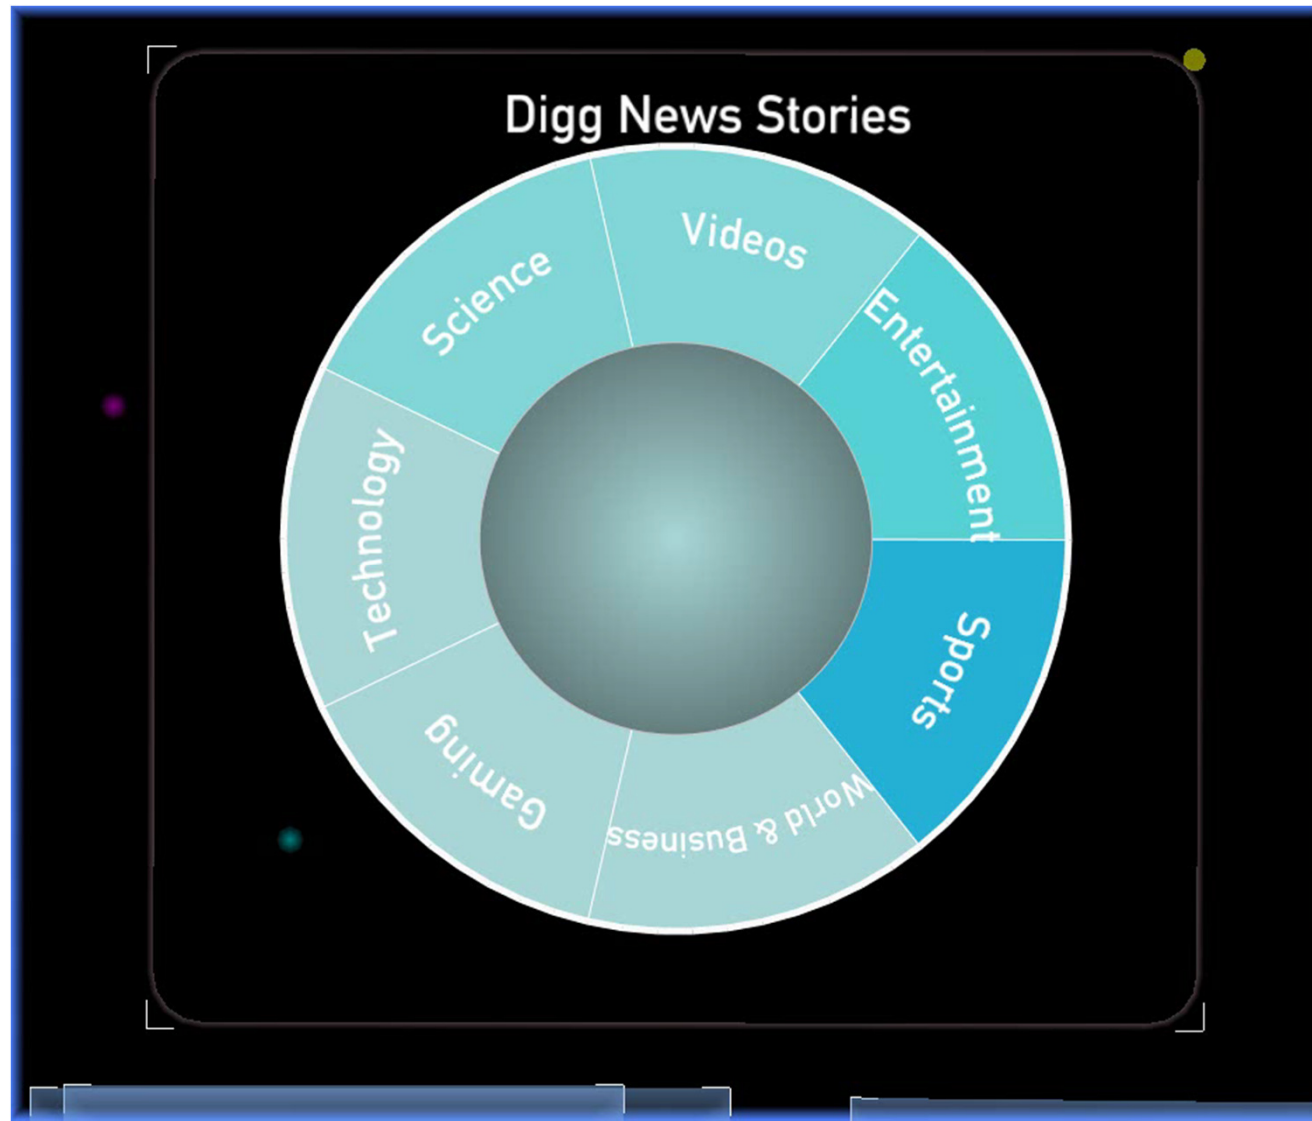 Digg News Stories
Videos
Entertainment
Sports
World & Business
Gaming
Technology
Science